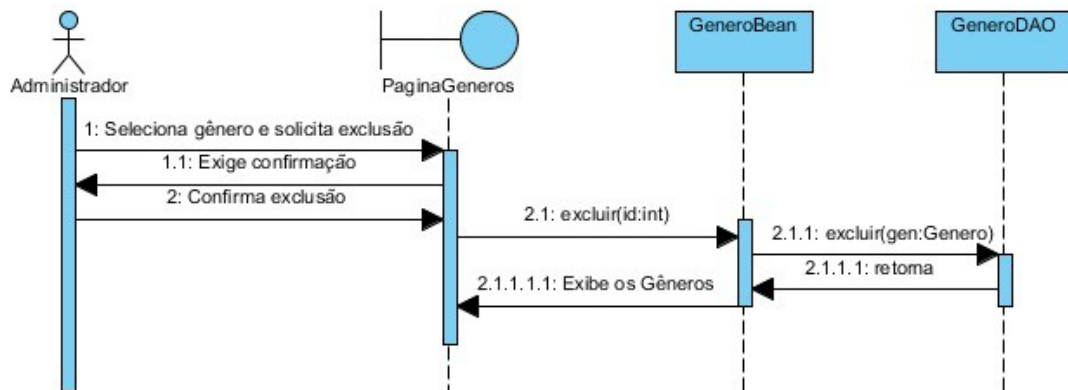 GeneroBean
GeneroDAO
Administrador
PaginaGeneros
1: Seleciona gênero e solicita exclusão
1.1: Exige confirmação
2: Confirma exclusão
2.1: excluir(id:int)
2.1.1: excluir(gen:Genero)
2.1.1.1: retorna
2.1.1.1.1: Exibe os Gêneros